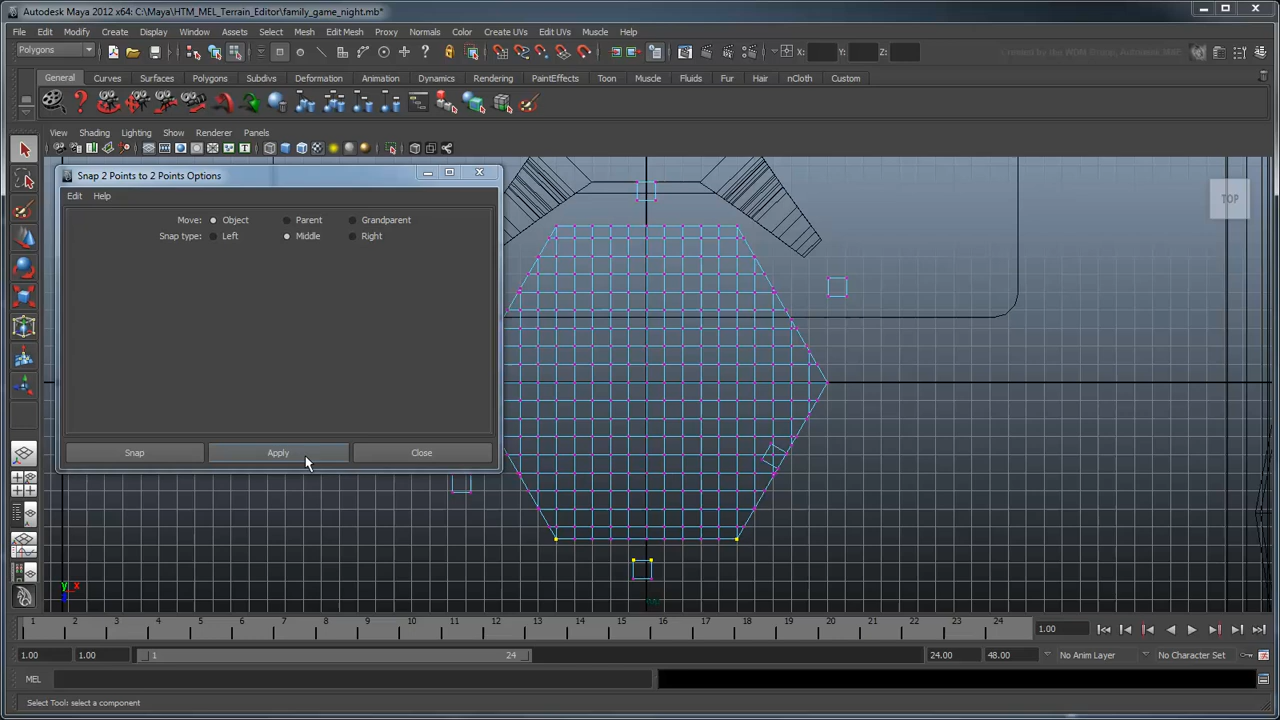 Autodesk Maya 2012 x64: C:\Maya\HTM_MEL_Terrain_Editor\family_game_night.mb*
File Edit Modify Create Display Window Assets Select Mesh Edit Mesh Proxy Normals Color Create UVs Edit UVs Muscle Help
Polygons X: Y: Z:
General Curves Surfaces Polygons Subdivs Deformation Animation Dynamics Rendering PaintEffects Toon Muscle Fluids Fur Hair nCloth Custom
View Shading Lighting Show Renderer Panels
Snap 2 Points to 2 Points Options
Edit Help
Move: Object Parent Grandparent
Snap type: Left Middle Right
Snap Apply Close
TOP
y x
1 2 3 4 5 6 7 8 9 10 11 12 13 14 15 16 17 18 19 20 21 22 23 24 1.00
1.00 1.00 1 24 24.00 48.00 No Anim Layer No Character Set
MEL
Select Tool: select a component